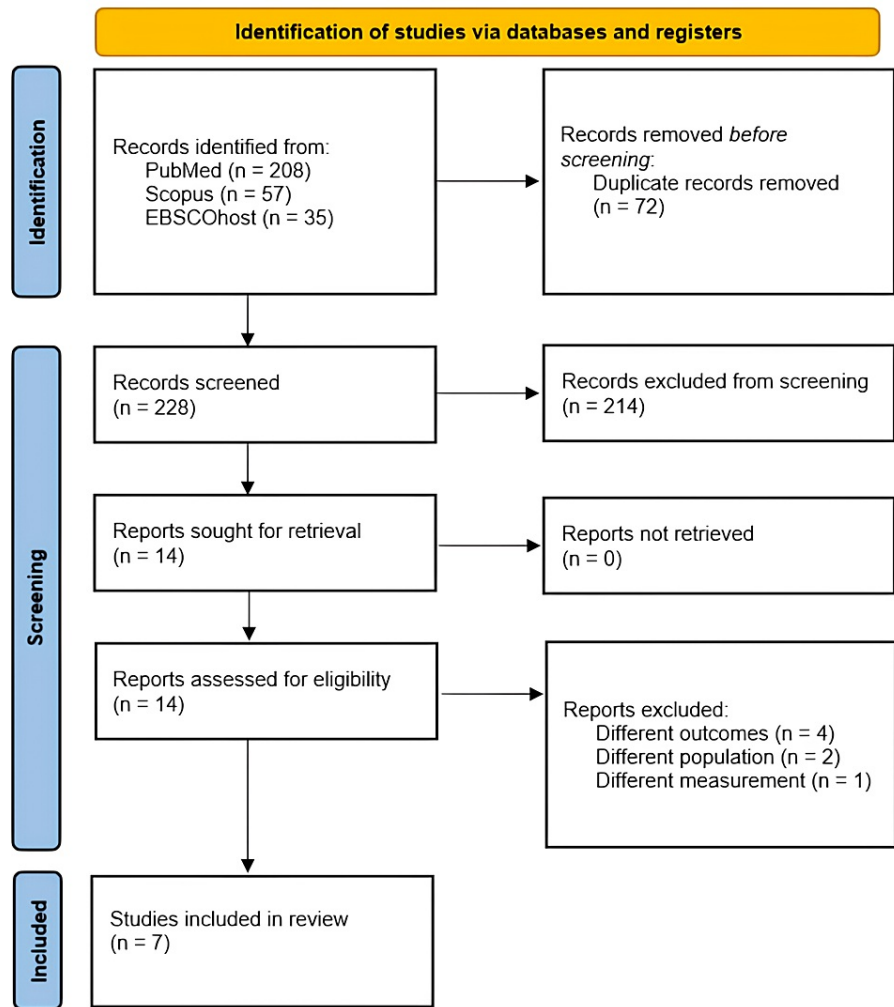 Identification of studies via databases and registers
Identification
Records identified from:
PubMed (n = 208)
Scopus (n = 57)
EBSCOhost (n = 35)
Records removed before
screening:
Duplicate records removed
(n = 72)
Screening
Records screened
(n = 228)
Records excluded from screening
(n = 214)
Reports sought for retrieval
(n = 14)
Reports not retrieved
(n = 0)
Reports assessed for eligibility
(n = 14)
Reports excluded:
Different outcomes (n = 4)
Different population (n = 2)
Different measurement (n = 1)
Included
Studies included in review
(n = 7)